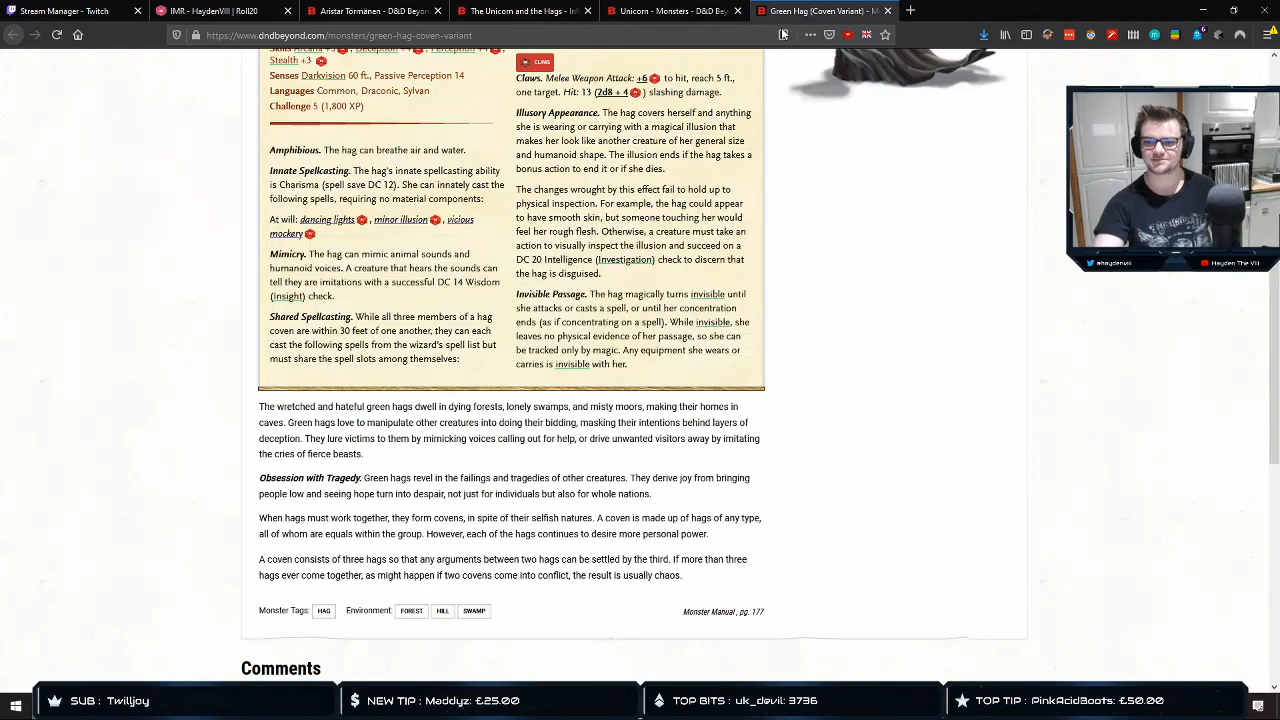 Stream Manager - Twitch
IMR - HaydenVill | Roll20
Aristar Tormanen - D&D Beyon
The Unicorn and the Hags - Inf
Unicorn - Monsters - D&D Bey
Green Hag (Coven Variant) - M
https://www.dndbeyond.com/monsters/green-hag-coven-variant
Stealth +3
Senses Darkvision 60 ft., Passive Perception 14
Languages Common, Draconic, Sylvan
Challenge 5 (1,800 XP)
Amphibious. The hag can breathe air and water.
Innate Spellcasting. The hag's innate spellcasting ability
is Charisma (spell save DC 12). She can innately cast the
following spells, requiring no material components:
At will: dancing lights , minor illusion , vicious
mockery
Mimicry. The hag can mimic animal sounds and
humanoid voices. A creature that hears the sounds can
tell they are imitations with a successful DC 14 Wisdom
(Insight) check.
Shared Spellcasting. While all three members of a hag
coven are within 30 feet of one another, they can each
cast the following spells from the wizard's spell list but
must share the spell slots among themselves:
CLAWS
Claws. Melee Weapon Attack: +6 to hit, reach 5 ft.,
one target. Hit: 13 (2d8 + 4 ) slashing damage.
Illusory Appearance. The hag covers herself and anything
she is wearing or carrying with a magical illusion that
makes her look like another creature of her general size
and humanoid shape. The illusion ends if the hag takes a
bonus action to end it or if she dies.
The changes wrought by this effect fail to hold up to
physical inspection. For example, the hag could appear
to have smooth skin, but someone touching her would
feel her rough flesh. Otherwise, a creature must take an
action to visually inspect the illusion and succeed on a
DC 20 Intelligence (Investigation) check to discern that
the hag is disguised.
Invisible Passage. The hag magically turns invisible until
she attacks or casts a spell, or until her concentration
ends (as if concentrating on a spell). While invisible, she
leaves no physical evidence of her passage, so she can
be tracked only by magic. Any equipment she wears or
carries is invisible with her.
The wretched and hateful green hags dwell in dying forests, lonely swamps, and misty moors, making their homes in
caves. Green hags love to manipulate other creatures into doing their bidding, masking their intentions behind layers of
deception. They lure victims to them by mimicking voices calling out for help, or drive unwanted visitors away by imitating
the cries of fierce beasts.
Obsession with Tragedy. Green hags revel in the failings and tragedies of other creatures. They derive joy from bringing
people low and seeing hope turn into despair, not just for individuals but also for whole nations.
When hags must work together, they form covens, in spite of their selfish natures. A coven is made up of hags of any type,
all of whom are equals within the group. However, each of the hags continues to desire more personal power.
A coven consists of three hags so that any arguments between two hags can be settled by the third. If more than three
hags ever come together, as might happen if two covens come into conflict, the result is usually chaos.
Monster Tags: HAG Environment: FOREST HILL SWAMP
Monster Manual , pg. 177
Comments
@haydenvill
Hayden The Vill
SUB : Twilljoy
NEW TIP : Maddyz: £25.00
TOP BITS : uk_devil: 3736
TOP TIP : PinkAcidBoots: £50.00